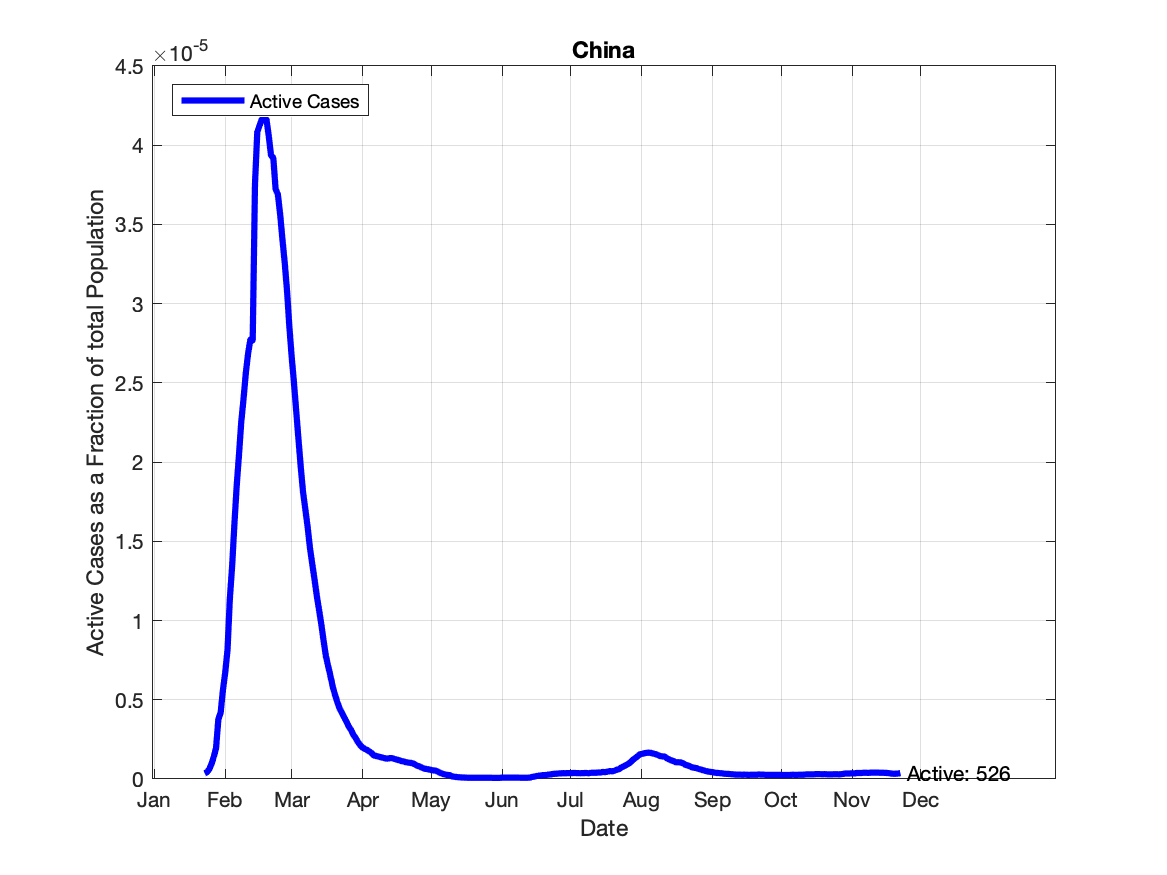 China
×10-5
Active Cases
4.5
4
3.5
3
2.5
2
1.5
1
0.5
0
Active Cases as a Fraction of total Population
Active: 526
Jan Feb Mar Apr May Jun Jul Aug Sep Oct Nov Dec
Date